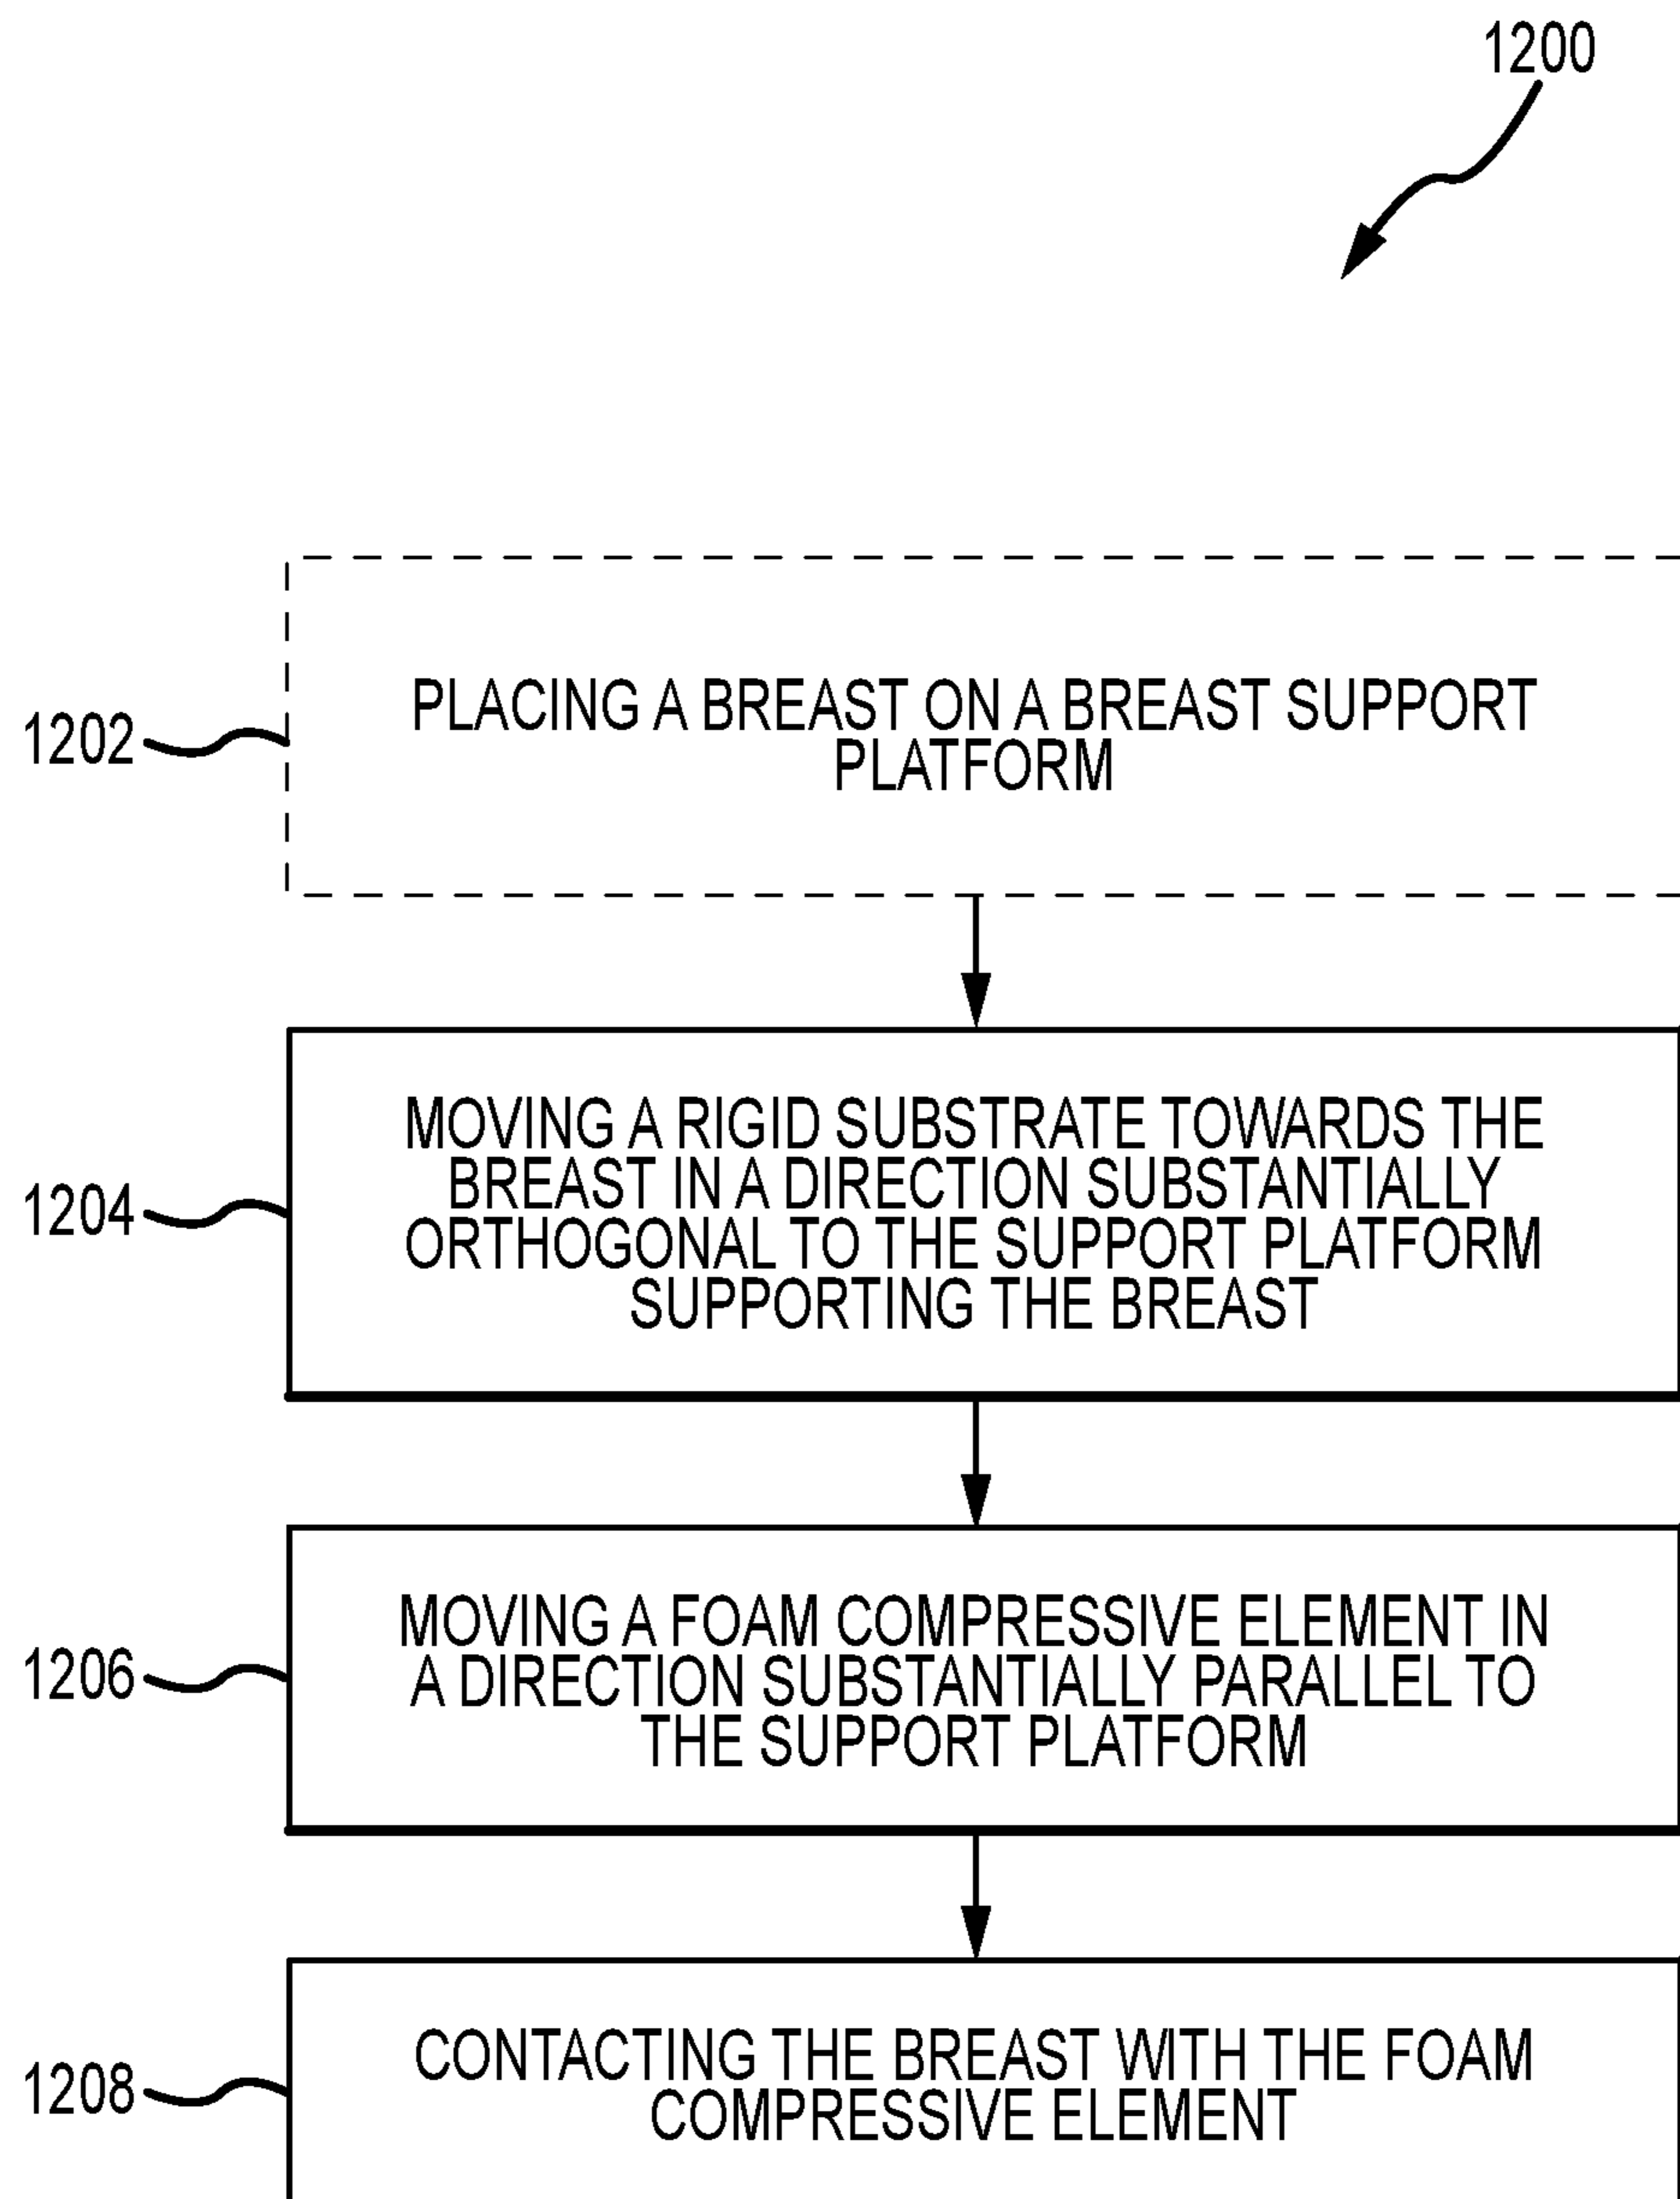 1200
1202
PLACING A BREAST ON A BREAST SUPPORT
PLATFORM
1204
MOVING A RIGID SUBSTRATE TOWARDS THE
BREAST IN A DIRECTION SUBSTANTIALLY
ORTHOGONAL TO THE SUPPORT PLATFORM
SUPPORTING THE BREAST
1206
MOVING A FOAM COMPRESSIVE ELEMENT IN
A DIRECTION SUBSTANTIALLY PARALLEL TO
THE SUPPORT PLATFORM
1208
CONTACTING THE BREAST WITH THE FOAM
COMPRESSIVE ELEMENT